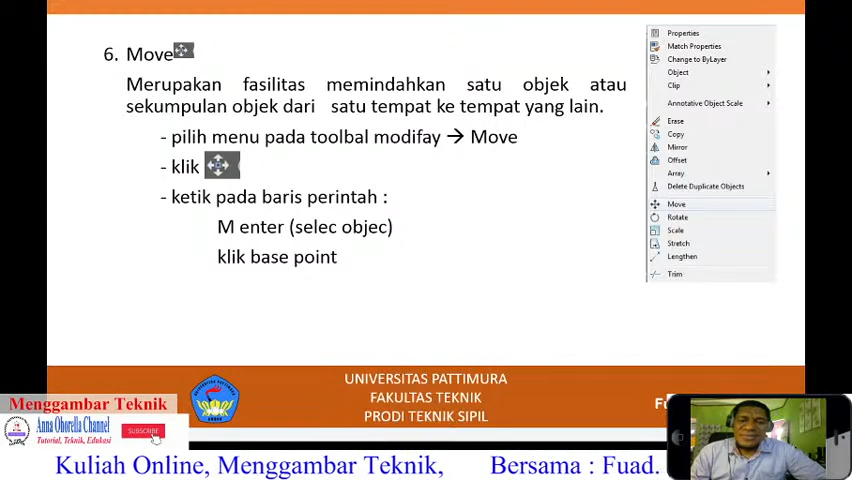 6. Move
Merupakan fasilitas memindahkan satu objek atau
sekumpulan objek dari satu tempat ke tempat yang lain.
- pilih menu pada toolbal modifay → Move
- klik
- ketik pada baris perintah :
M enter (selec objec)
klik base point
Properties
Match Properties
Change to ByLayer
Object
Clip
Annotative Object Scale
Erase
Copy
Mirror
Offset
Array
Delete Duplicate Objects
Move
Rotate
Scale
Stretch
Lengthen
Trim
UNIVERSITAS PATTIMURA
FAKULTAS TEKNIK
PRODI TEKNIK SIPIL
Menggambar Teknik
Anna Ohorella Channel
Tutorial, Teknik, Edukasi
SUBSCRIBE
Kuliah Online, Menggambar Teknik, Bersama : Fuad.